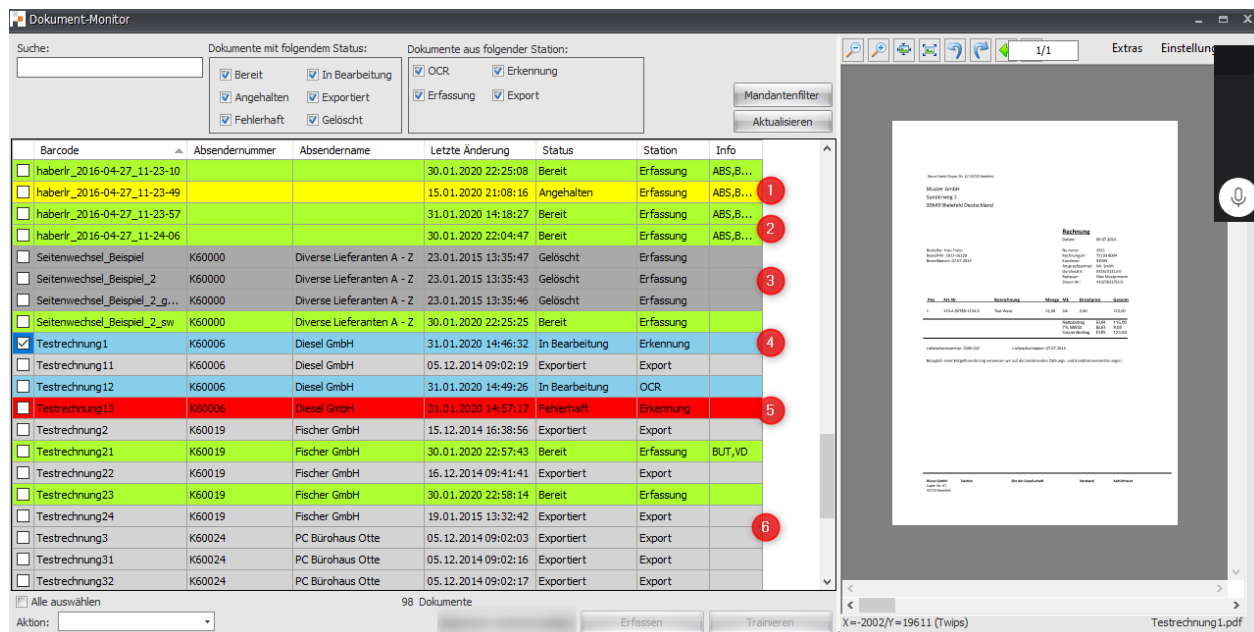 Dokument-Monitor
Suche:
Dokumente mit folgendem Status:
Dokumente aus folgender Station:
Bereit In Bearbeitung
Angehalten Exportiert
Fehlerhaft Gelöscht
OCR Erkennung
Erfassung Export
Mandantenfilter
Aktualisieren
Barcode Absendernummer Absendername Letzte Änderung Status Station Info
haberlr_2016-04-27_11-23-10 30.01.2020 22:25:08 Bereit Erfassung ABS,B...
haberlr_2016-04-27_11-23-49 15.01.2020 21:08:16 Angehalten Erfassung ABS,B... 1
haberlr_2016-04-27_11-23-57 31.01.2020 14:18:27 Bereit Erfassung ABS,B...
2
haberlr_2016-04-27_11-24-06 30.01.2020 22:04:47 Bereit Erfassung ABS,B...
Seitenwechsel_Beispiel K60000 Diverse Lieferanten A - Z 23.01.2015 13:35:47 Gelöscht Erfassung
Seitenwechsel_Beispiel_2 K60000 Diverse Lieferanten A - Z 23.01.2015 13:35:43 Gelöscht Erfassung 3
Seitenwechsel_Beispiel_2_g... K60000 Diverse Lieferanten A - Z 23.01.2015 13:35:46 Gelöscht Erfassung
Seitenwechsel_Beispiel_2_sw K60000 Diverse Lieferanten A - Z 30.01.2020 22:25:25 Bereit Erfassung
Testrechnung1 K60006 Diesel GmbH 31.01.2020 14:46:32 In Bearbeitung Erkennung 4
Testrechnung11 K60006 Diesel GmbH 05.12.2014 09:02:19 Exportiert Export
Testrechnung12 K60006 Diesel GmbH 31.01.2020 14:49:26 In Bearbeitung OCR
Testrechnung13 K60006 Diesel GmbH 31.01.2020 14:57:17 Fehlerhaft Erkennung 5
Testrechnung2 K60019 Fischer GmbH 15.12.2014 16:38:56 Exportiert Export
Testrechnung21 K60019 Fischer GmbH 30.01.2020 22:57:43 Bereit Erfassung BUT,VD
Testrechnung22 K60019 Fischer GmbH 16.12.2014 09:41:41 Exportiert Export
Testrechnung23 K60019 Fischer GmbH 30.01.2020 22:58:14 Bereit Erfassung
Testrechnung24 K60019 Fischer GmbH 19.01.2015 13:32:42 Exportiert Export
6
Testrechnung3 K60024 PC Bürohaus Otte 05.12.2014 09:02:03 Exportiert Export
Testrechnung31 K60024 PC Bürohaus Otte 05.12.2014 09:02:16 Exportiert Export
Testrechnung32 K60024 PC Bürohaus Otte 05.12.2014 09:02:17 Exportiert Export
Alle auswählen 98 Dokumente
Aktion: Erfassen Trainieren
1/1 Extras Einstellung
Muster GmbH
Sunderweg 2
33649 Bielefeld Deutschland
Rechnung
X=-2002/Y=19611 (Twips) Testrechnung1.pdf